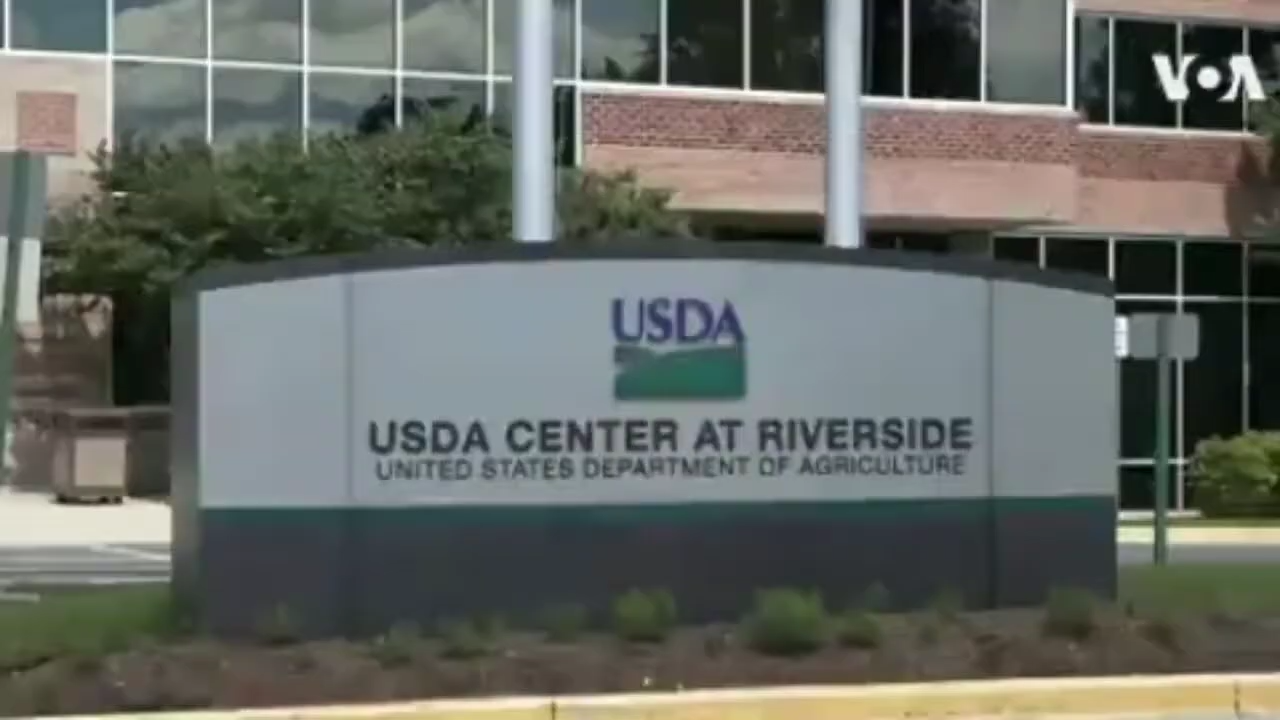 VOA
USDA
USDA CENTER AT RIVERSIDE
UNITED STATES DEPARTMENT OF AGRICULTURE